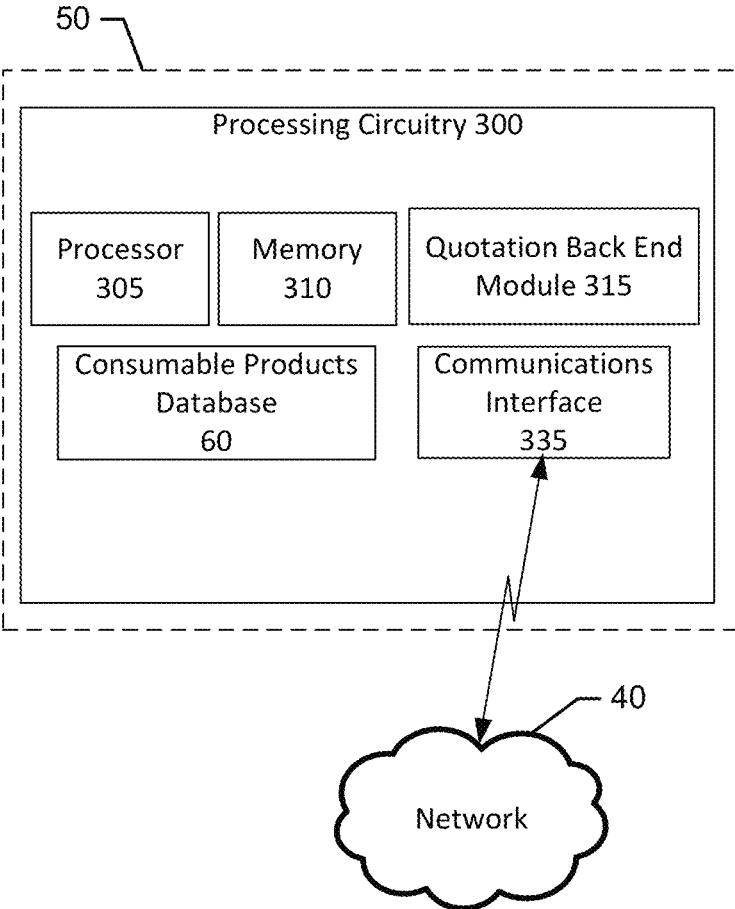 50
Processing Circuitry 300
Processor
305
Memory
310
Quotation Back End
Module 315
Consumable Products
Database
60
Communications
Interface
335
40
Network